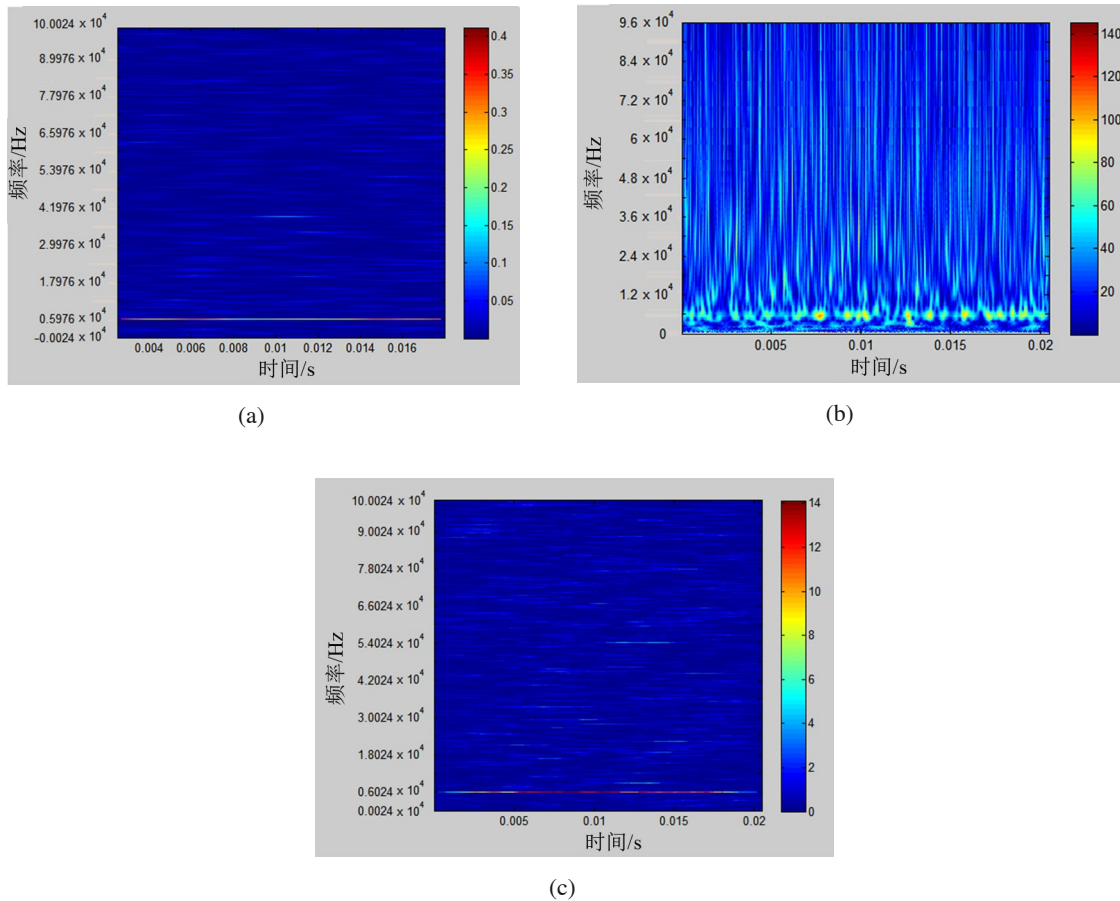 10.0024 x 10⁴
8.9976 x 10⁴
7.7976 x 10⁴
6.5976 x 10⁴
5.3976 x 10⁴
4.1976 x 10⁴
2.9976 x 10⁴
1.7976 x 10⁴
0.5976 x 10⁴
-0.0024 x 10⁴
频率/Hz
0.004 0.006 0.008 0.01 0.012 0.014 0.016
时间/s
0.4
0.35
0.3
0.25
0.2
0.15
0.1
0.05
(a)
9.6 x 10⁴
8.4 x 10⁴
7.2 x 10⁴
6 x 10⁴
4.8 x 10⁴
3.6 x 10⁴
2.4 x 10⁴
1.2 x 10⁴
0
频率/Hz
0.005 0.01 0.015 0.02
时间/s
140
120
100
80
60
40
20
(b)
10.0024 x 10⁴
9.0024 x 10⁴
7.8024 x 10⁴
6.6024 x 10⁴
5.4024 x 10⁴
4.2024 x 10⁴
3.0024 x 10⁴
1.8024 x 10⁴
0.6024 x 10⁴
0.0024 x 10⁴
频率/Hz
0.005 0.01 0.015 0.02
时间/s
14
12
10
8
6
4
2
0
(c)